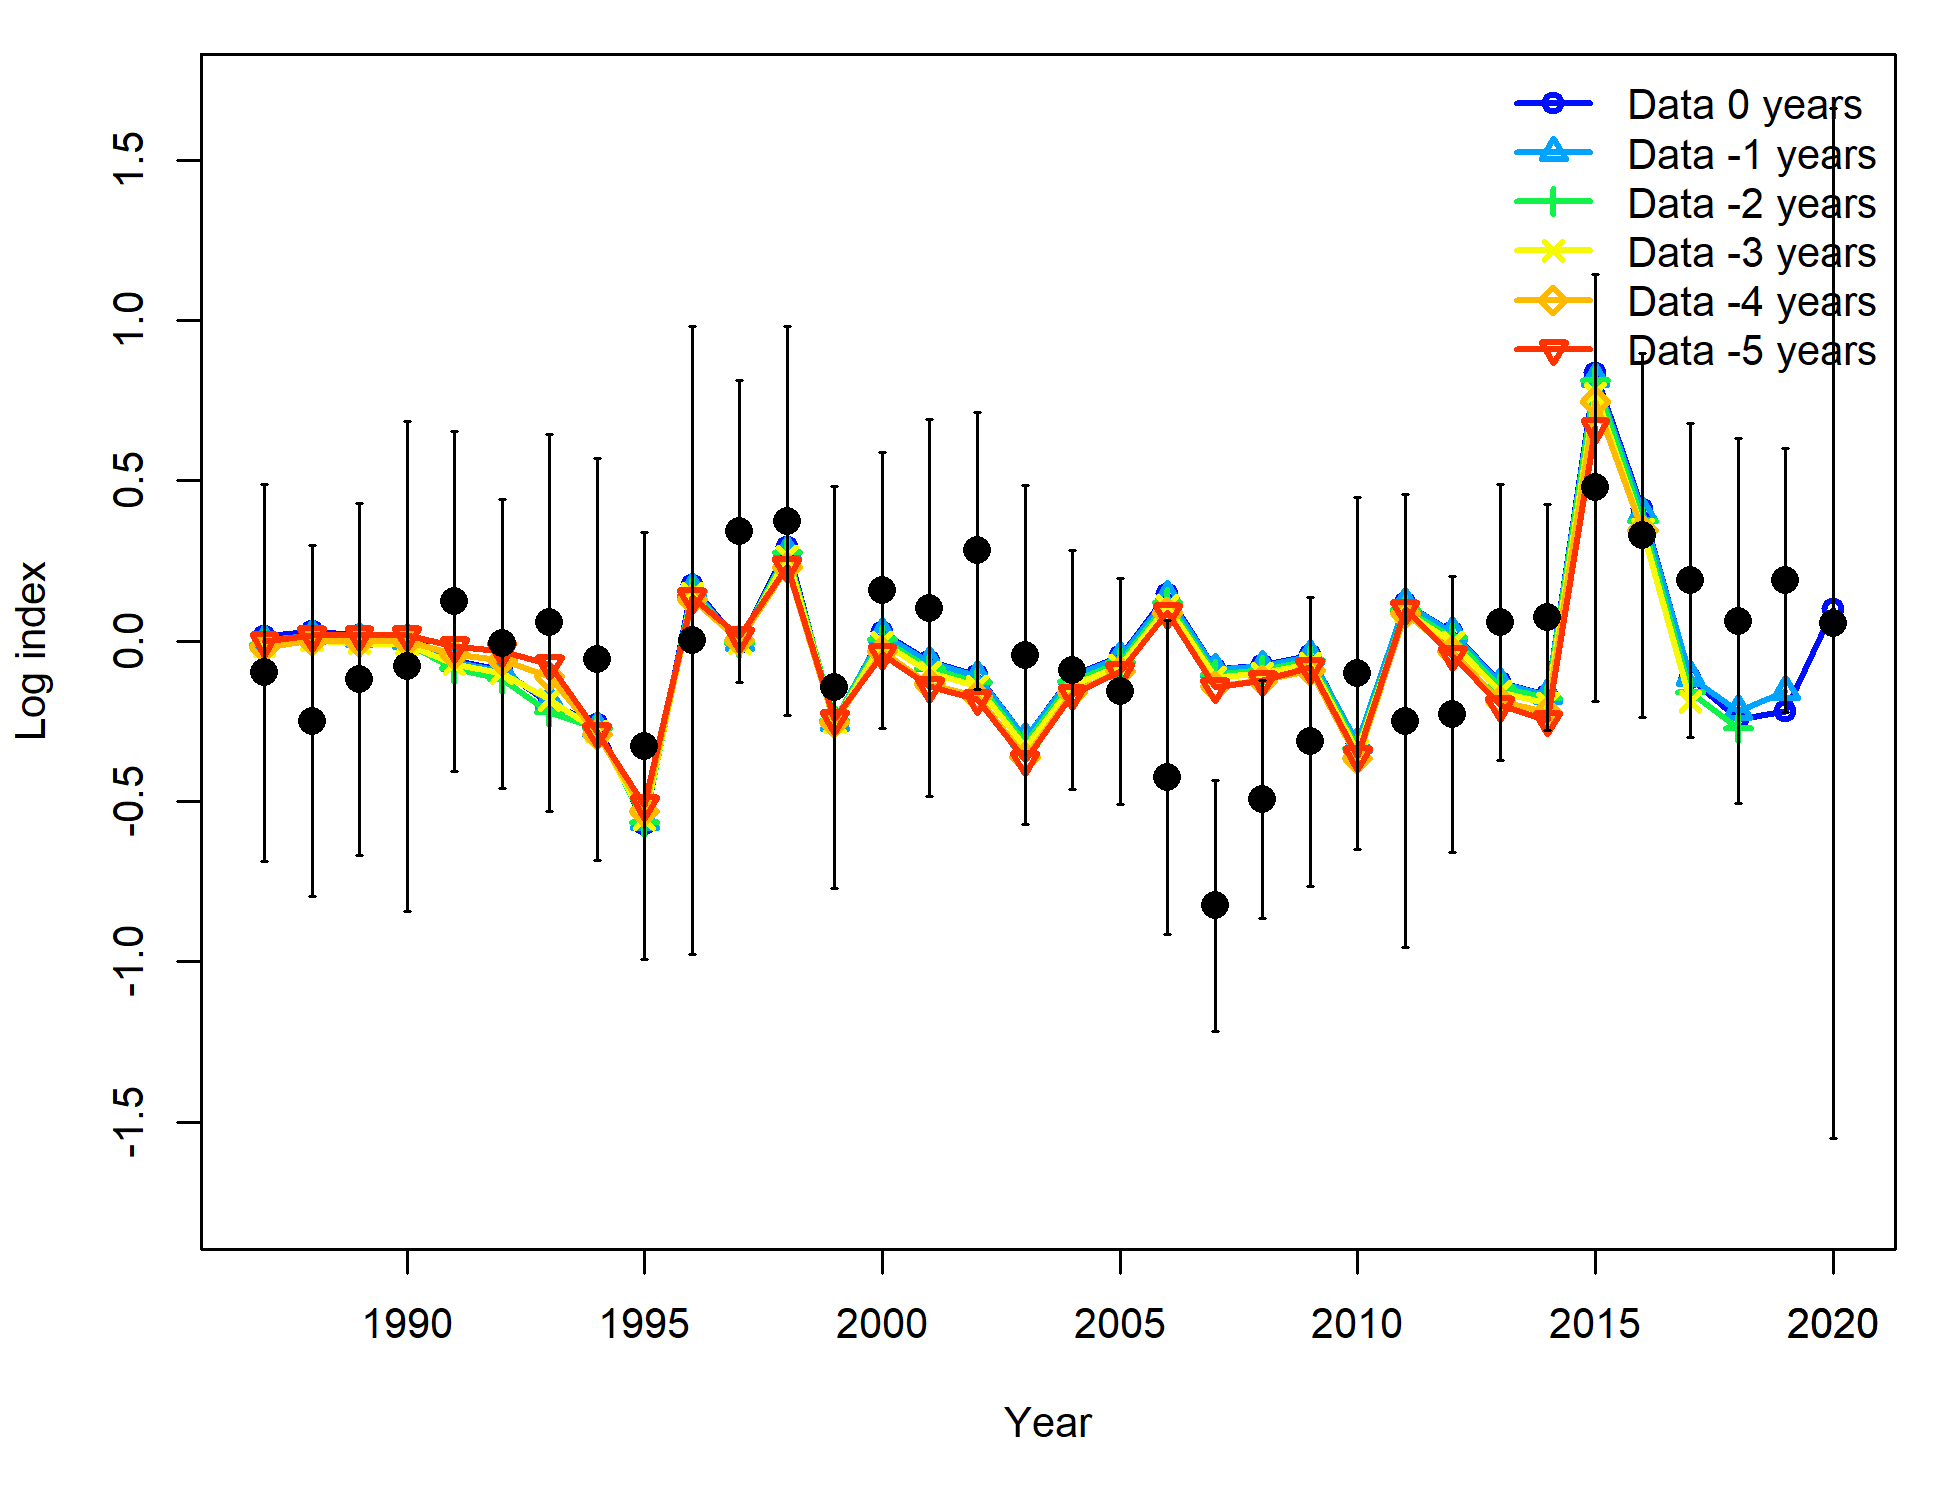 Data 0 years
Data -1 years
Data -2 years
Data -3 years
Data -4 years
Data -5 years
Log index
1.5
1.0
0.5
0.0
-0.5
-1.0
-1.5
1990 1995 2000 2005 2010 2015 2020
Year